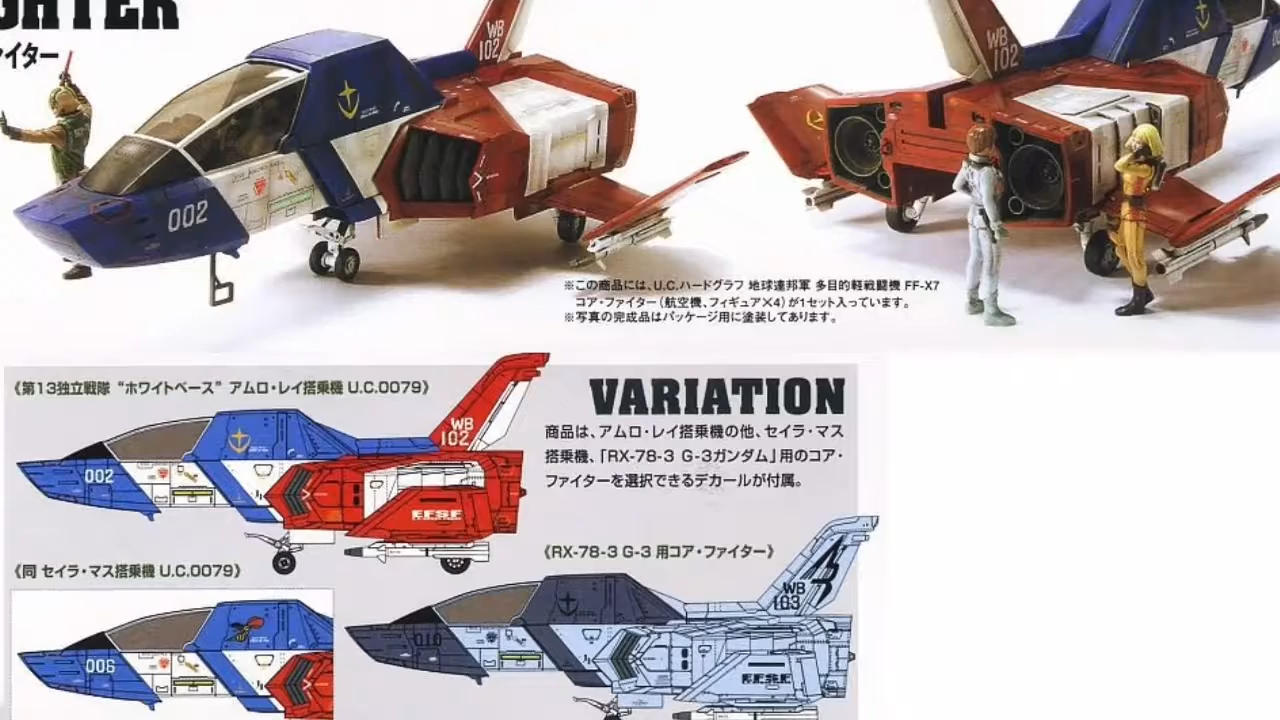 WB
102
WB
102
002
※この商品には、U.C.ハードグラフ 地球連邦軍 多目的軽戦闘機 FF-X7
コア・ファイター(航空機、フィギュア×4)が1セット入っています。
※写真の完成品はパッケージ用に塗装してあります。
《第13独立戦隊 “ホワイトベース” アムロ・レイ搭乗機 U.C.0079》
VARIATION
商品は、アムロ・レイ搭乗機の他、セイラ・マス
搭乗機、「RX-78-3 G-3ガンダム」用のコア・
ファイターを選択できるデカールが付属。
WB
102
002
EFSF
《RX-78-3 G-3 用コア・ファイター》
《同 セイラ・マス搭乗機 U.C.0079》
WB
103
006
010
EFSF